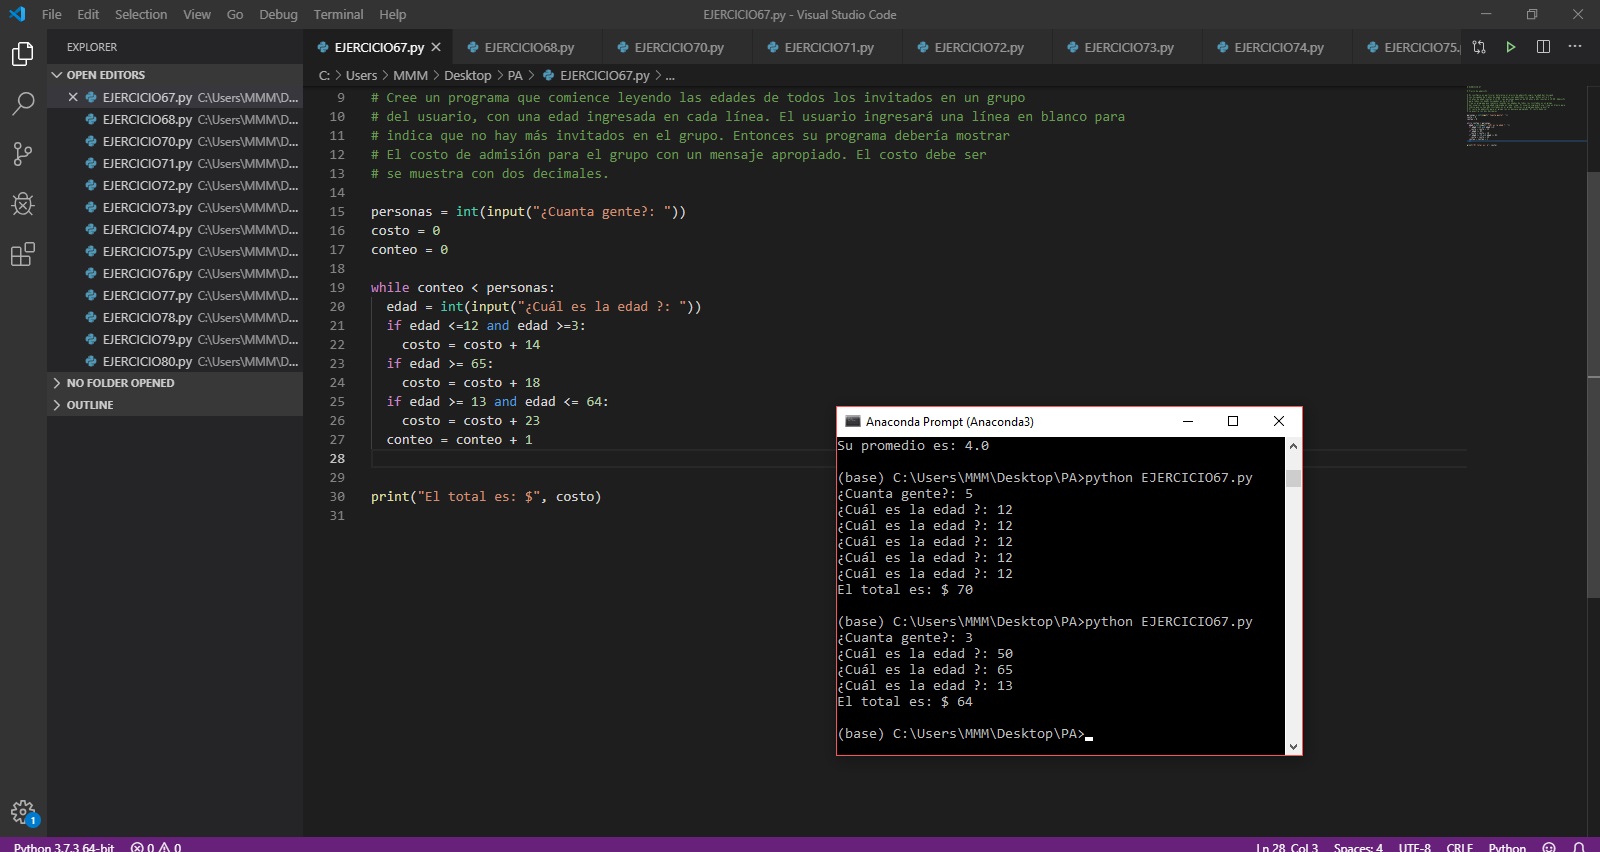 File Edit Selection View Go Debug Terminal Help
EJERCICIO67.py - Visual Studio Code
EXPLORER
OPEN EDITORS
EJERCICIO67.py C:\Users\MMM\D...
EJERCICIO68.py C:\Users\MMM\D...
EJERCICIO70.py C:\Users\MMM\D...
EJERCICIO71.py C:\Users\MMM\D...
EJERCICIO72.py C:\Users\MMM\D...
EJERCICIO73.py C:\Users\MMM\D...
EJERCICIO74.py C:\Users\MMM\D...
EJERCICIO75.py C:\Users\MMM\D...
EJERCICIO76.py C:\Users\MMM\D...
EJERCICIO77.py C:\Users\MMM\D...
EJERCICIO78.py C:\Users\MMM\D...
EJERCICIO79.py C:\Users\MMM\D...
EJERCICIO80.py C:\Users\MMM\D...
NO FOLDER OPENED
OUTLINE
1
EJERCICIO67.py EJERCICIO68.py EJERCICIO70.py EJERCICIO71.py EJERCICIO72.py EJERCICIO73.py EJERCICIO74.py EJERCICIO75.
C: > Users > MMM > Desktop > PA > EJERCICIO67.py > ...
9 # Cree un programa que comience leyendo las edades de todos los invitados en un grupo
10 # del usuario, con una edad ingresada en cada línea. El usuario ingresará una línea en blanco para
11 # indica que no hay más invitados en el grupo. Entonces su programa debería mostrar
12 # El costo de admisión para el grupo con un mensaje apropiado. El costo debe ser
13 # se muestra con dos decimales.
14
15 personas = int(input("¿Cuanta gente?: "))
16 costo = 0
17 conteo = 0
18
19 while conteo < personas:
20   edad = int(input("¿Cuál es la edad ?: "))
21   if edad <=12 and edad >=3:
22     costo = costo + 14
23   if edad >= 65:
24     costo = costo + 18
25   if edad >= 13 and edad <= 64:
26     costo = costo + 23
27   conteo = conteo + 1
28
29
30 print("El total es: $", costo)
31
Anaconda Prompt (Anaconda3)
Su promedio es: 4.0
(base) C:\Users\MMM\Desktop\PA>python EJERCICIO67.py
¿Cuanta gente?: 5
¿Cuál es la edad ?: 12
¿Cuál es la edad ?: 12
¿Cuál es la edad ?: 12
¿Cuál es la edad ?: 12
¿Cuál es la edad ?: 12
El total es: $ 70
(base) C:\Users\MMM\Desktop\PA>python EJERCICIO67.py
¿Cuanta gente?: 3
¿Cuál es la edad ?: 50
¿Cuál es la edad ?: 65
¿Cuál es la edad ?: 13
El total es: $ 64
(base) C:\Users\MMM\Desktop\PA>
Python 3.7.3 64-bit 0 0 Ln 28, Col 3 Spaces: 4 UTF-8 CRLF Python